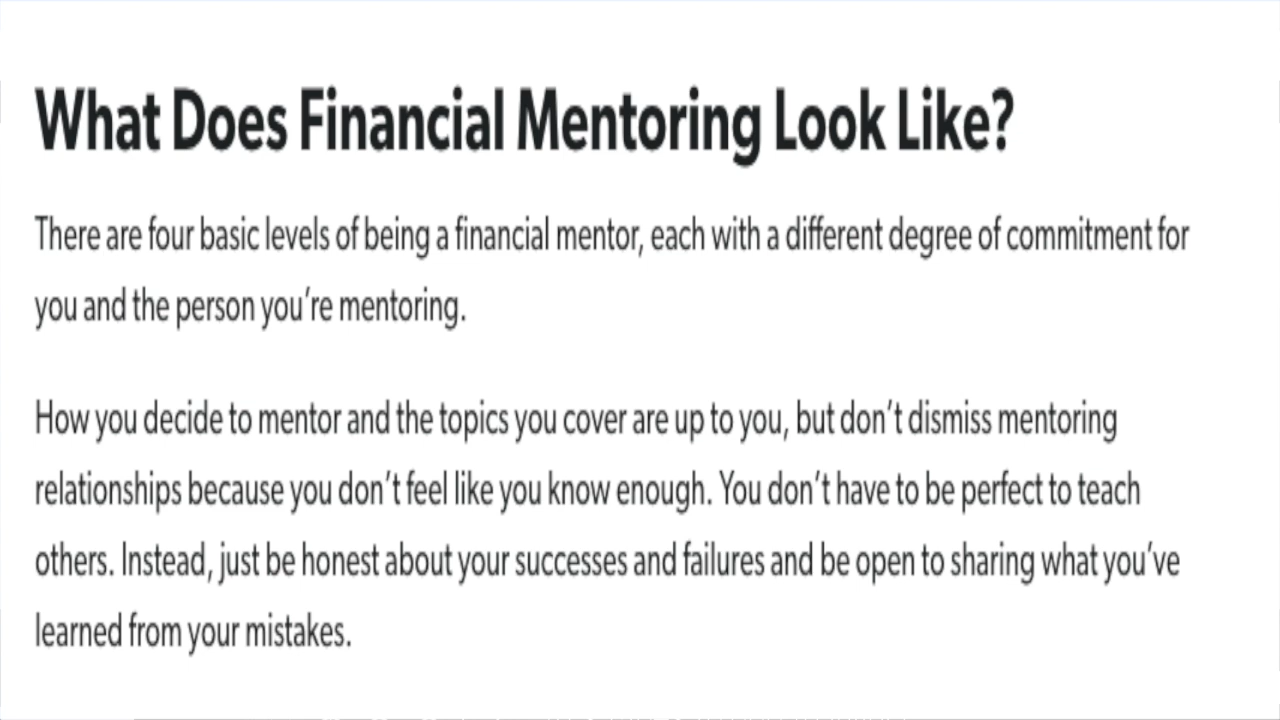 What Does Financial Mentoring Look Like?
There are four basic levels of being a financial mentor, each with a different degree of commitment for
you and the person you’re mentoring.
How you decide to mentor and the topics you cover are up to you, but don’t dismiss mentoring
relationships because you don’t feel like you know enough. You don’t have to be perfect to teach
others. Instead, just be honest about your successes and failures and be open to sharing what you’ve
learned from your mistakes.